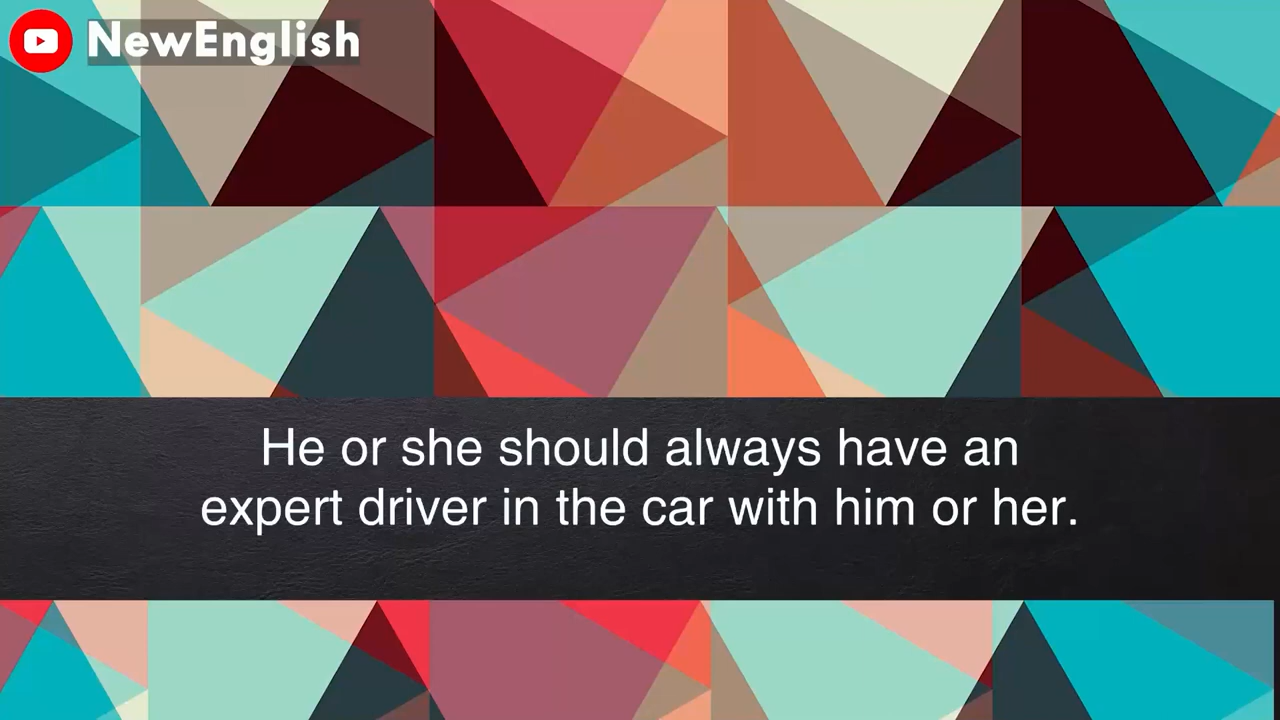 NewEnglish
He or she should always have an
expert driver in the car with him or her.